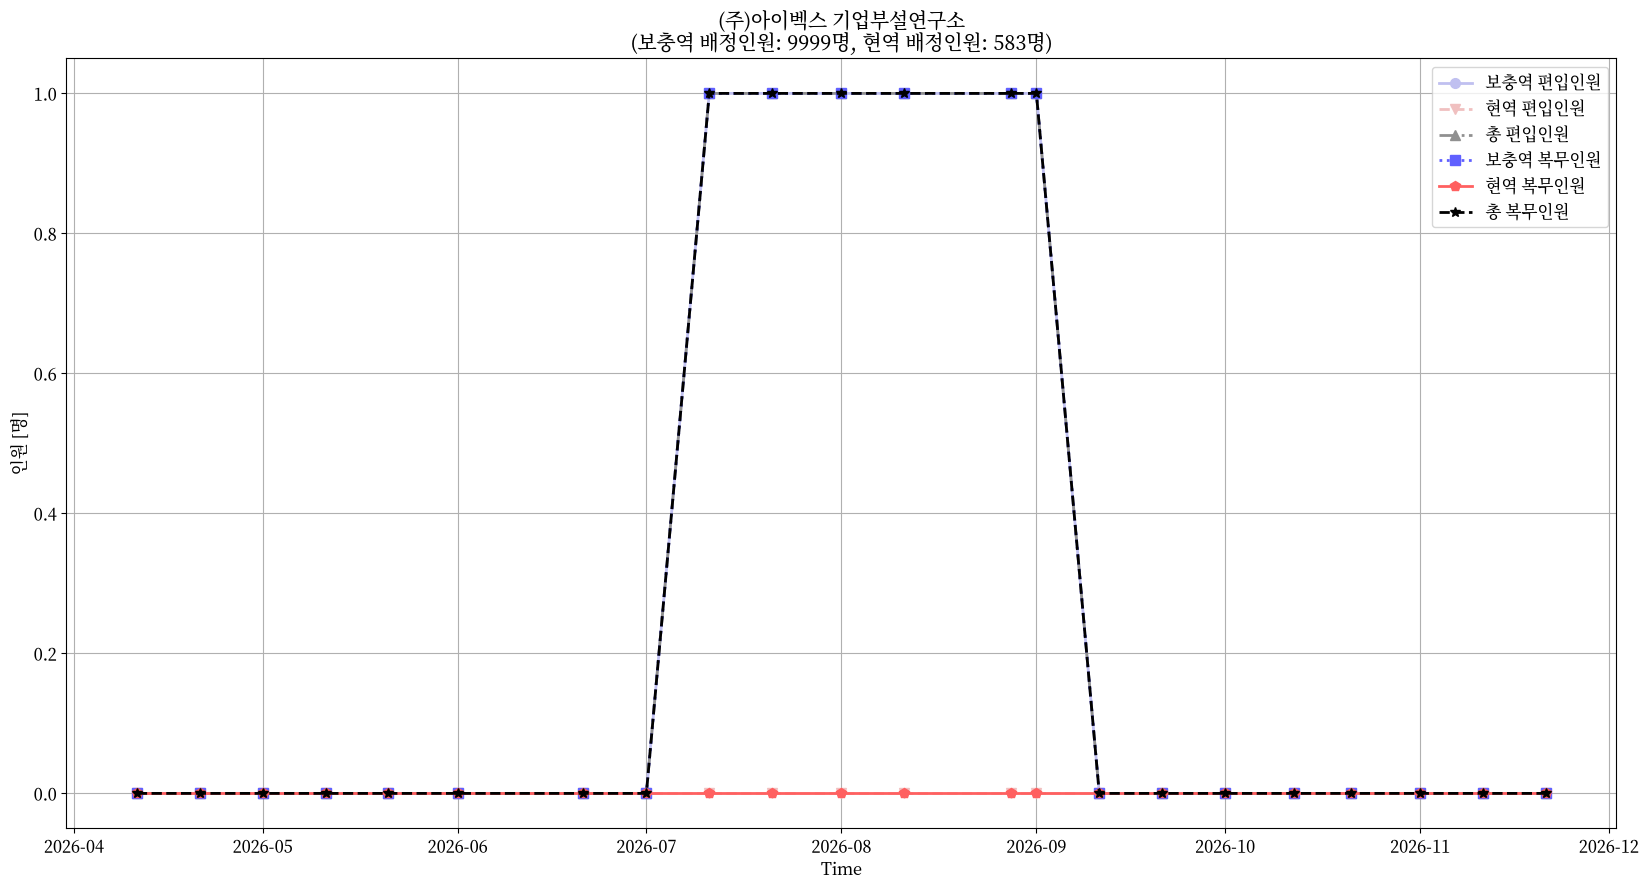 (주)아이벡스 기업부설연구소
(보충역 배정인원: 9999명, 현역 배정인원: 583명)
보충역 편입인원
현역 편입인원
총 편입인원
보충역 복무인원
현역 복무인원
총 복무인원
1.0
0.8
0.6
0.4
0.2
0.0
인원 [명]
2026-04
2026-05
2026-06
2026-07
2026-08
2026-09
2026-10
2026-11
2026-12
Time